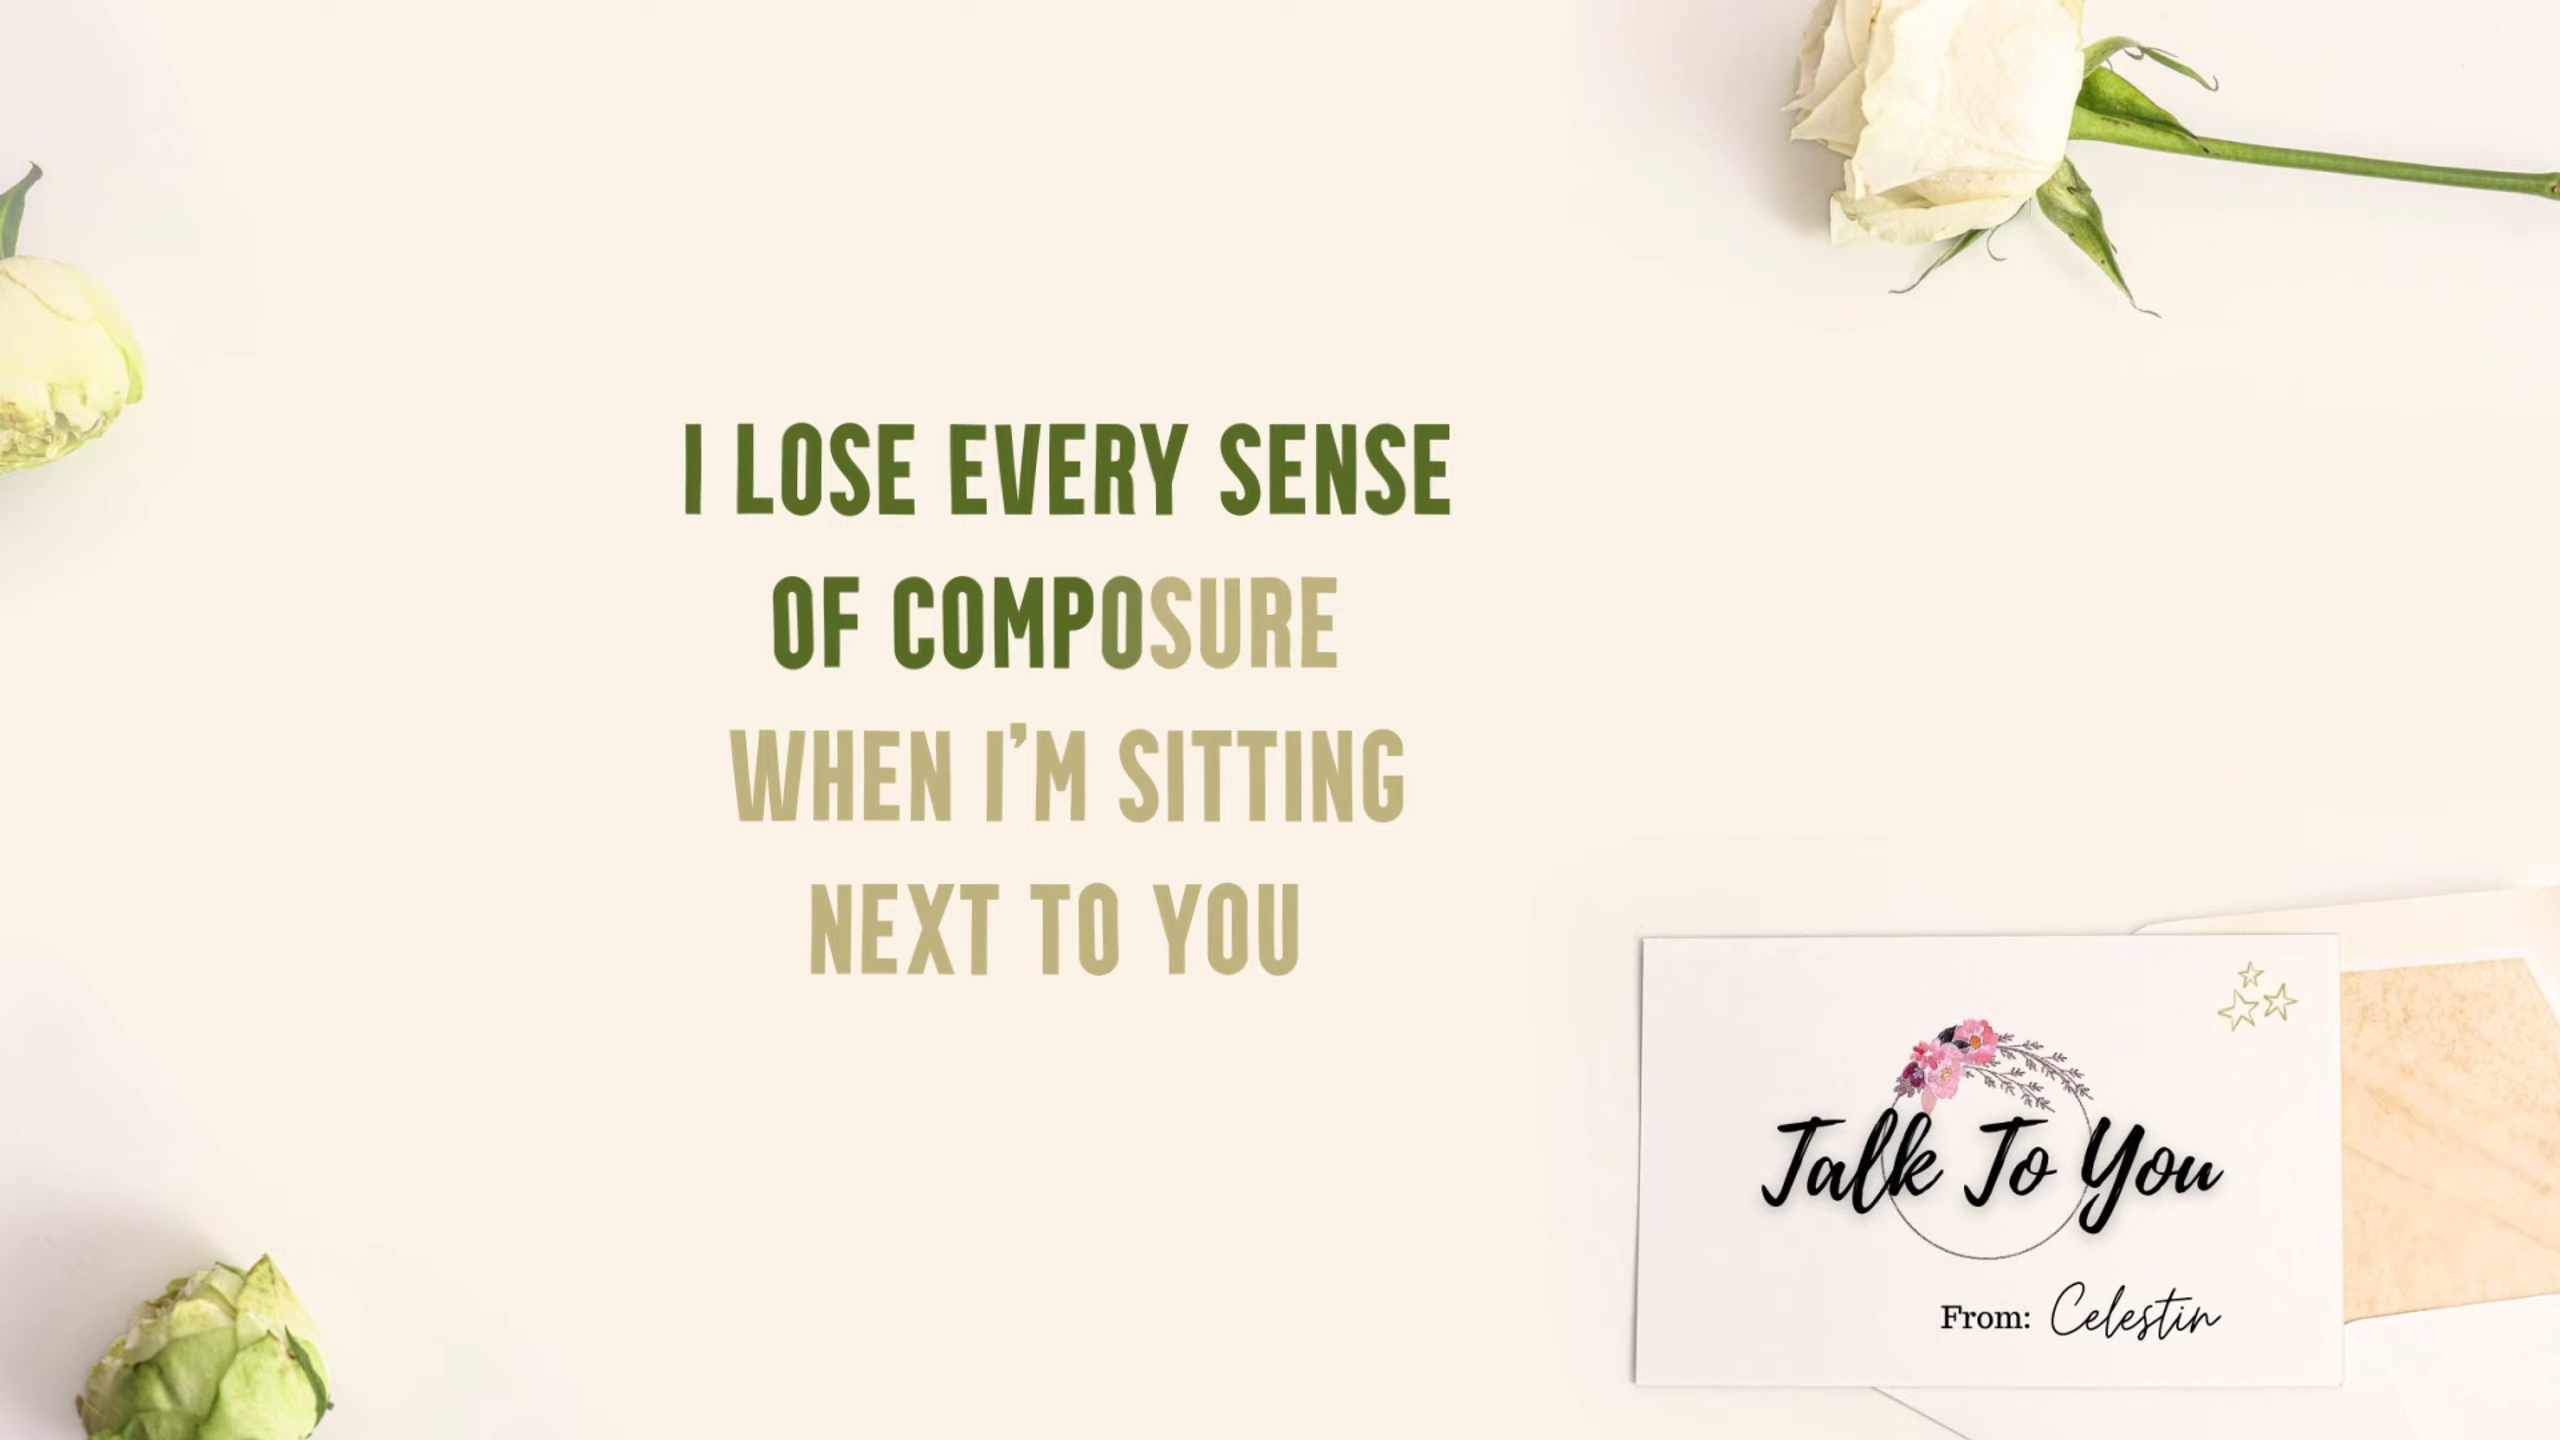 I LOSE EVERY SENSE
OF COMPOSURE
WHEN I’M SITTING
NEXT TO YOU
Talk To You
From: Celestin